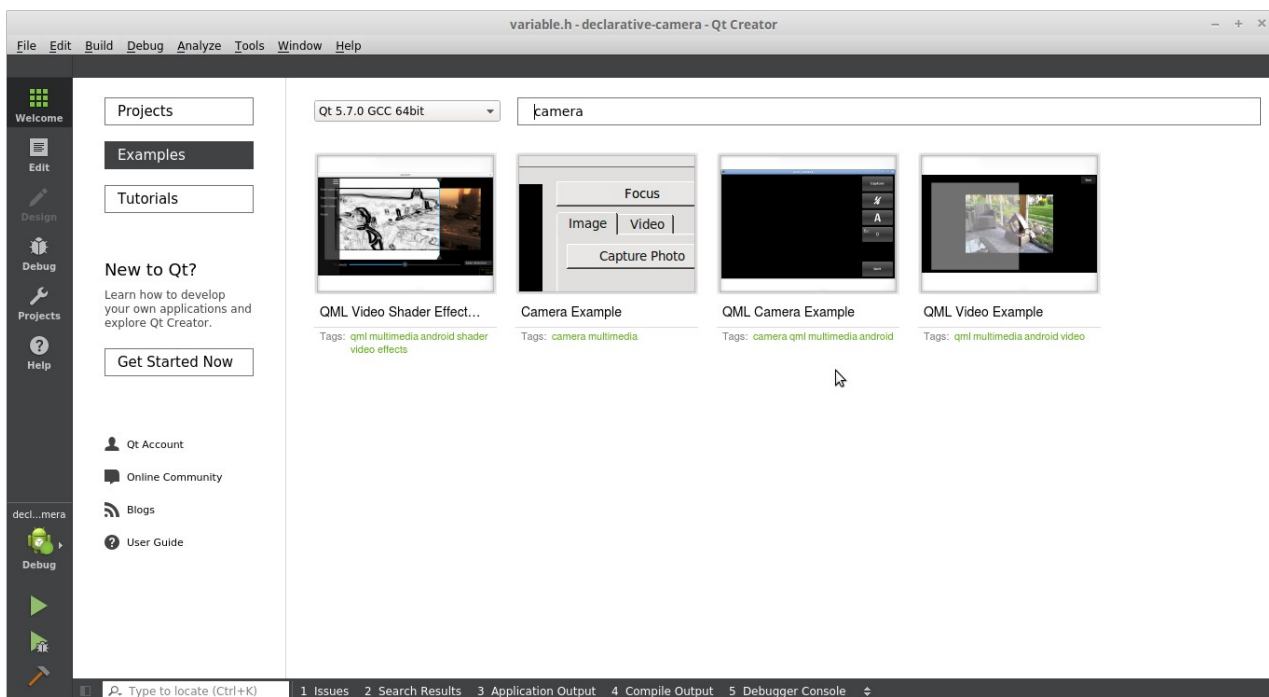 variable.h - declarative-camera - Qt Creator
File Edit Build Debug Analyze Tools Window Help
Welcome
Edit
Design
Debug
Projects
Help
decl...mera
Debug
Projects
Examples
Tutorials
New to Qt?
Learn how to develop
your own applications and
explore Qt Creator.
Get Started Now
Qt Account
Online Community
Blogs
User Guide
Qt 5.7.0 GCC 64bit
camera
QML Video Shader Effect...
Tags: qml multimedia android shader
video effects
Focus
Image Video
Capture Photo
Camera Example
Tags: camera multimedia
Capture
A
QML Camera Example
Tags: camera qml multimedia android
QML Video Example
Tags: qml multimedia android video
Type to locate (Ctrl+K)
1 Issues 2 Search Results 3 Application Output 4 Compile Output 5 Debugger Console